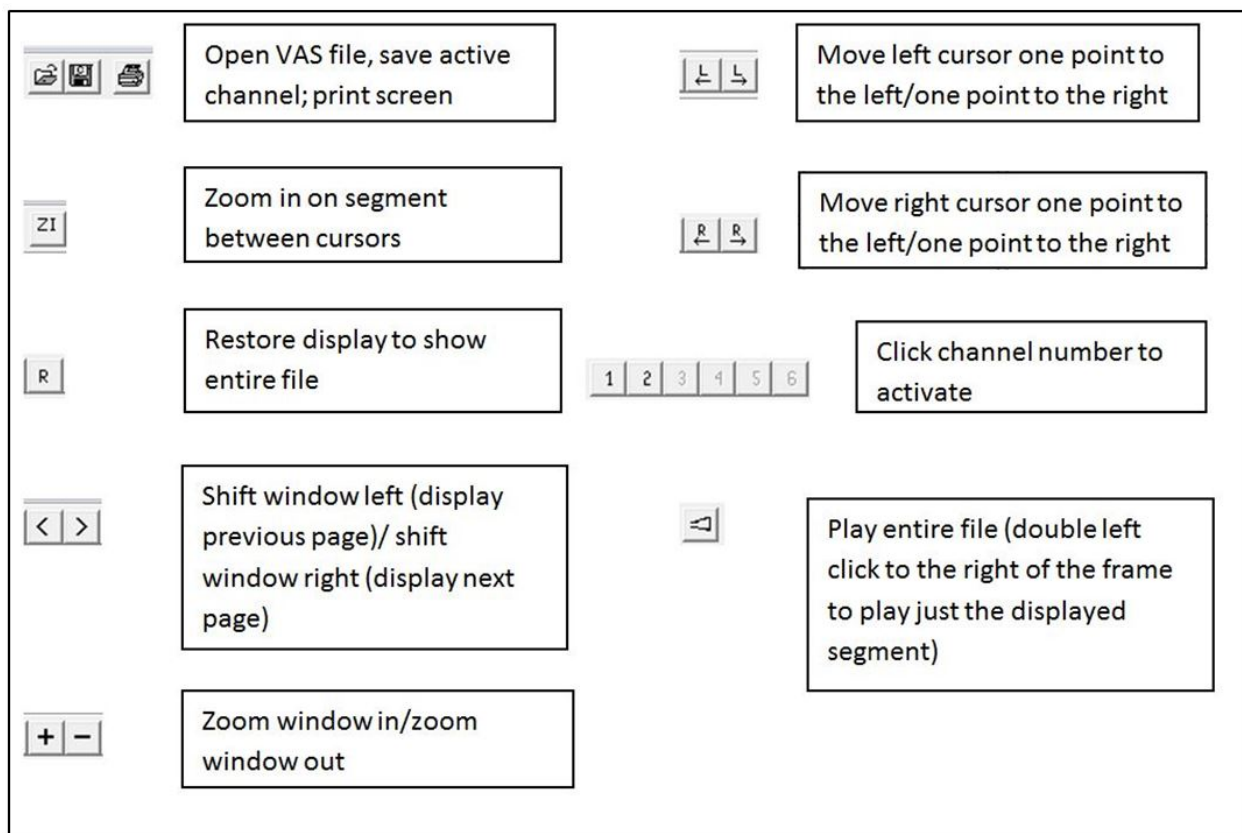 Open VAS file, save active
channel; print screen
ZI
Zoom in on segment
between cursors
R
Restore display to show
entire file
< >
Shift window left (display
previous page)/ shift
window right (display next
page)
+ −
Zoom window in/zoom
window out
L L
Move left cursor one point to
the left/one point to the right
R R
Move right cursor one point to
the left/one point to the right
1 2 3 4 5 6
Click channel number to
activate
Play entire file (double left
click to the right of the frame
to play just the displayed
segment)